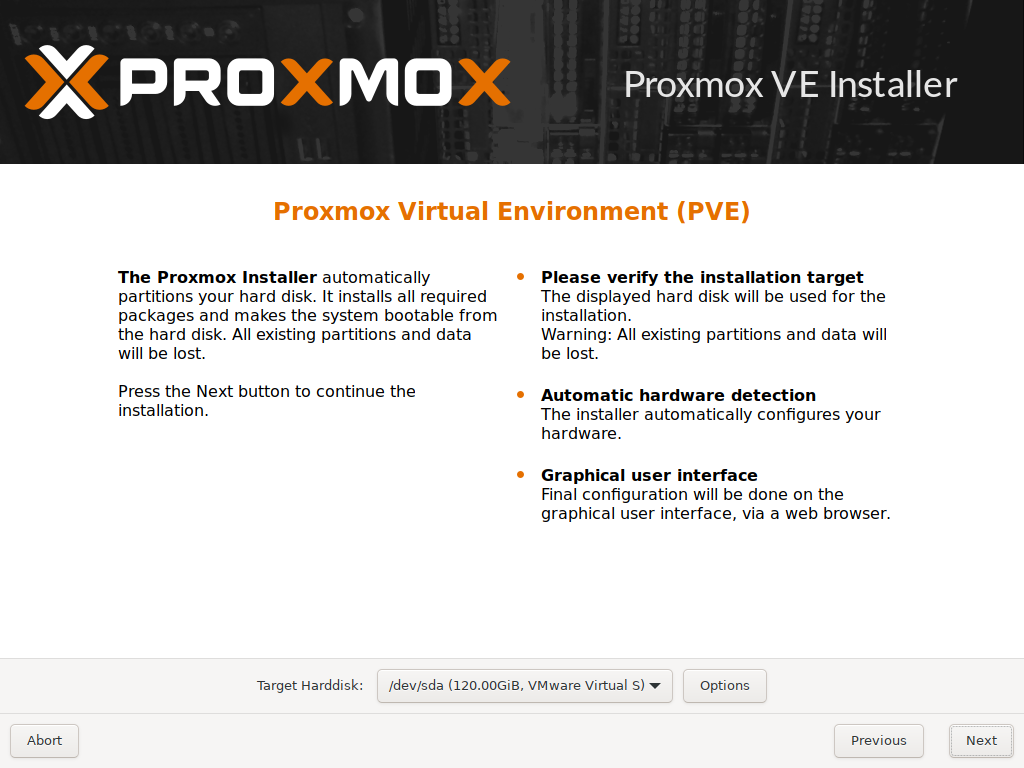 PROXMOX
Proxmox VE Installer
Proxmox Virtual Environment (PVE)
The Proxmox Installer automatically
partitions your hard disk. It installs all required
packages and makes the system bootable from
the hard disk. All existing partitions and data
will be lost.
Press the Next button to continue the
installation.
Please verify the installation target
The displayed hard disk will be used for the
installation.
Warning: All existing partitions and data will
be lost.
Automatic hardware detection
The installer automatically configures your
hardware.
Graphical user interface
Final configuration will be done on the
graphical user interface, via a web browser.
Target Harddisk: /dev/sda (120.00GiB, VMware Virtual S) Options
Abort Previous Next